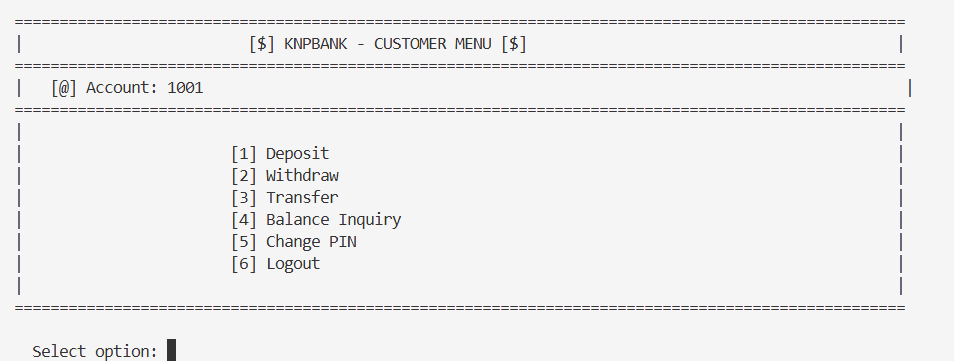 ===================================================================================================
| [$] KNPBANK - CUSTOMER MENU [$] |
===================================================================================================
| [@] Account: 1001 |
===================================================================================================
| |
| [1] Deposit |
| [2] Withdraw |
| [3] Transfer |
| [4] Balance Inquiry |
| [5] Change PIN |
| [6] Logout |
| |
===================================================================================================
Select option: